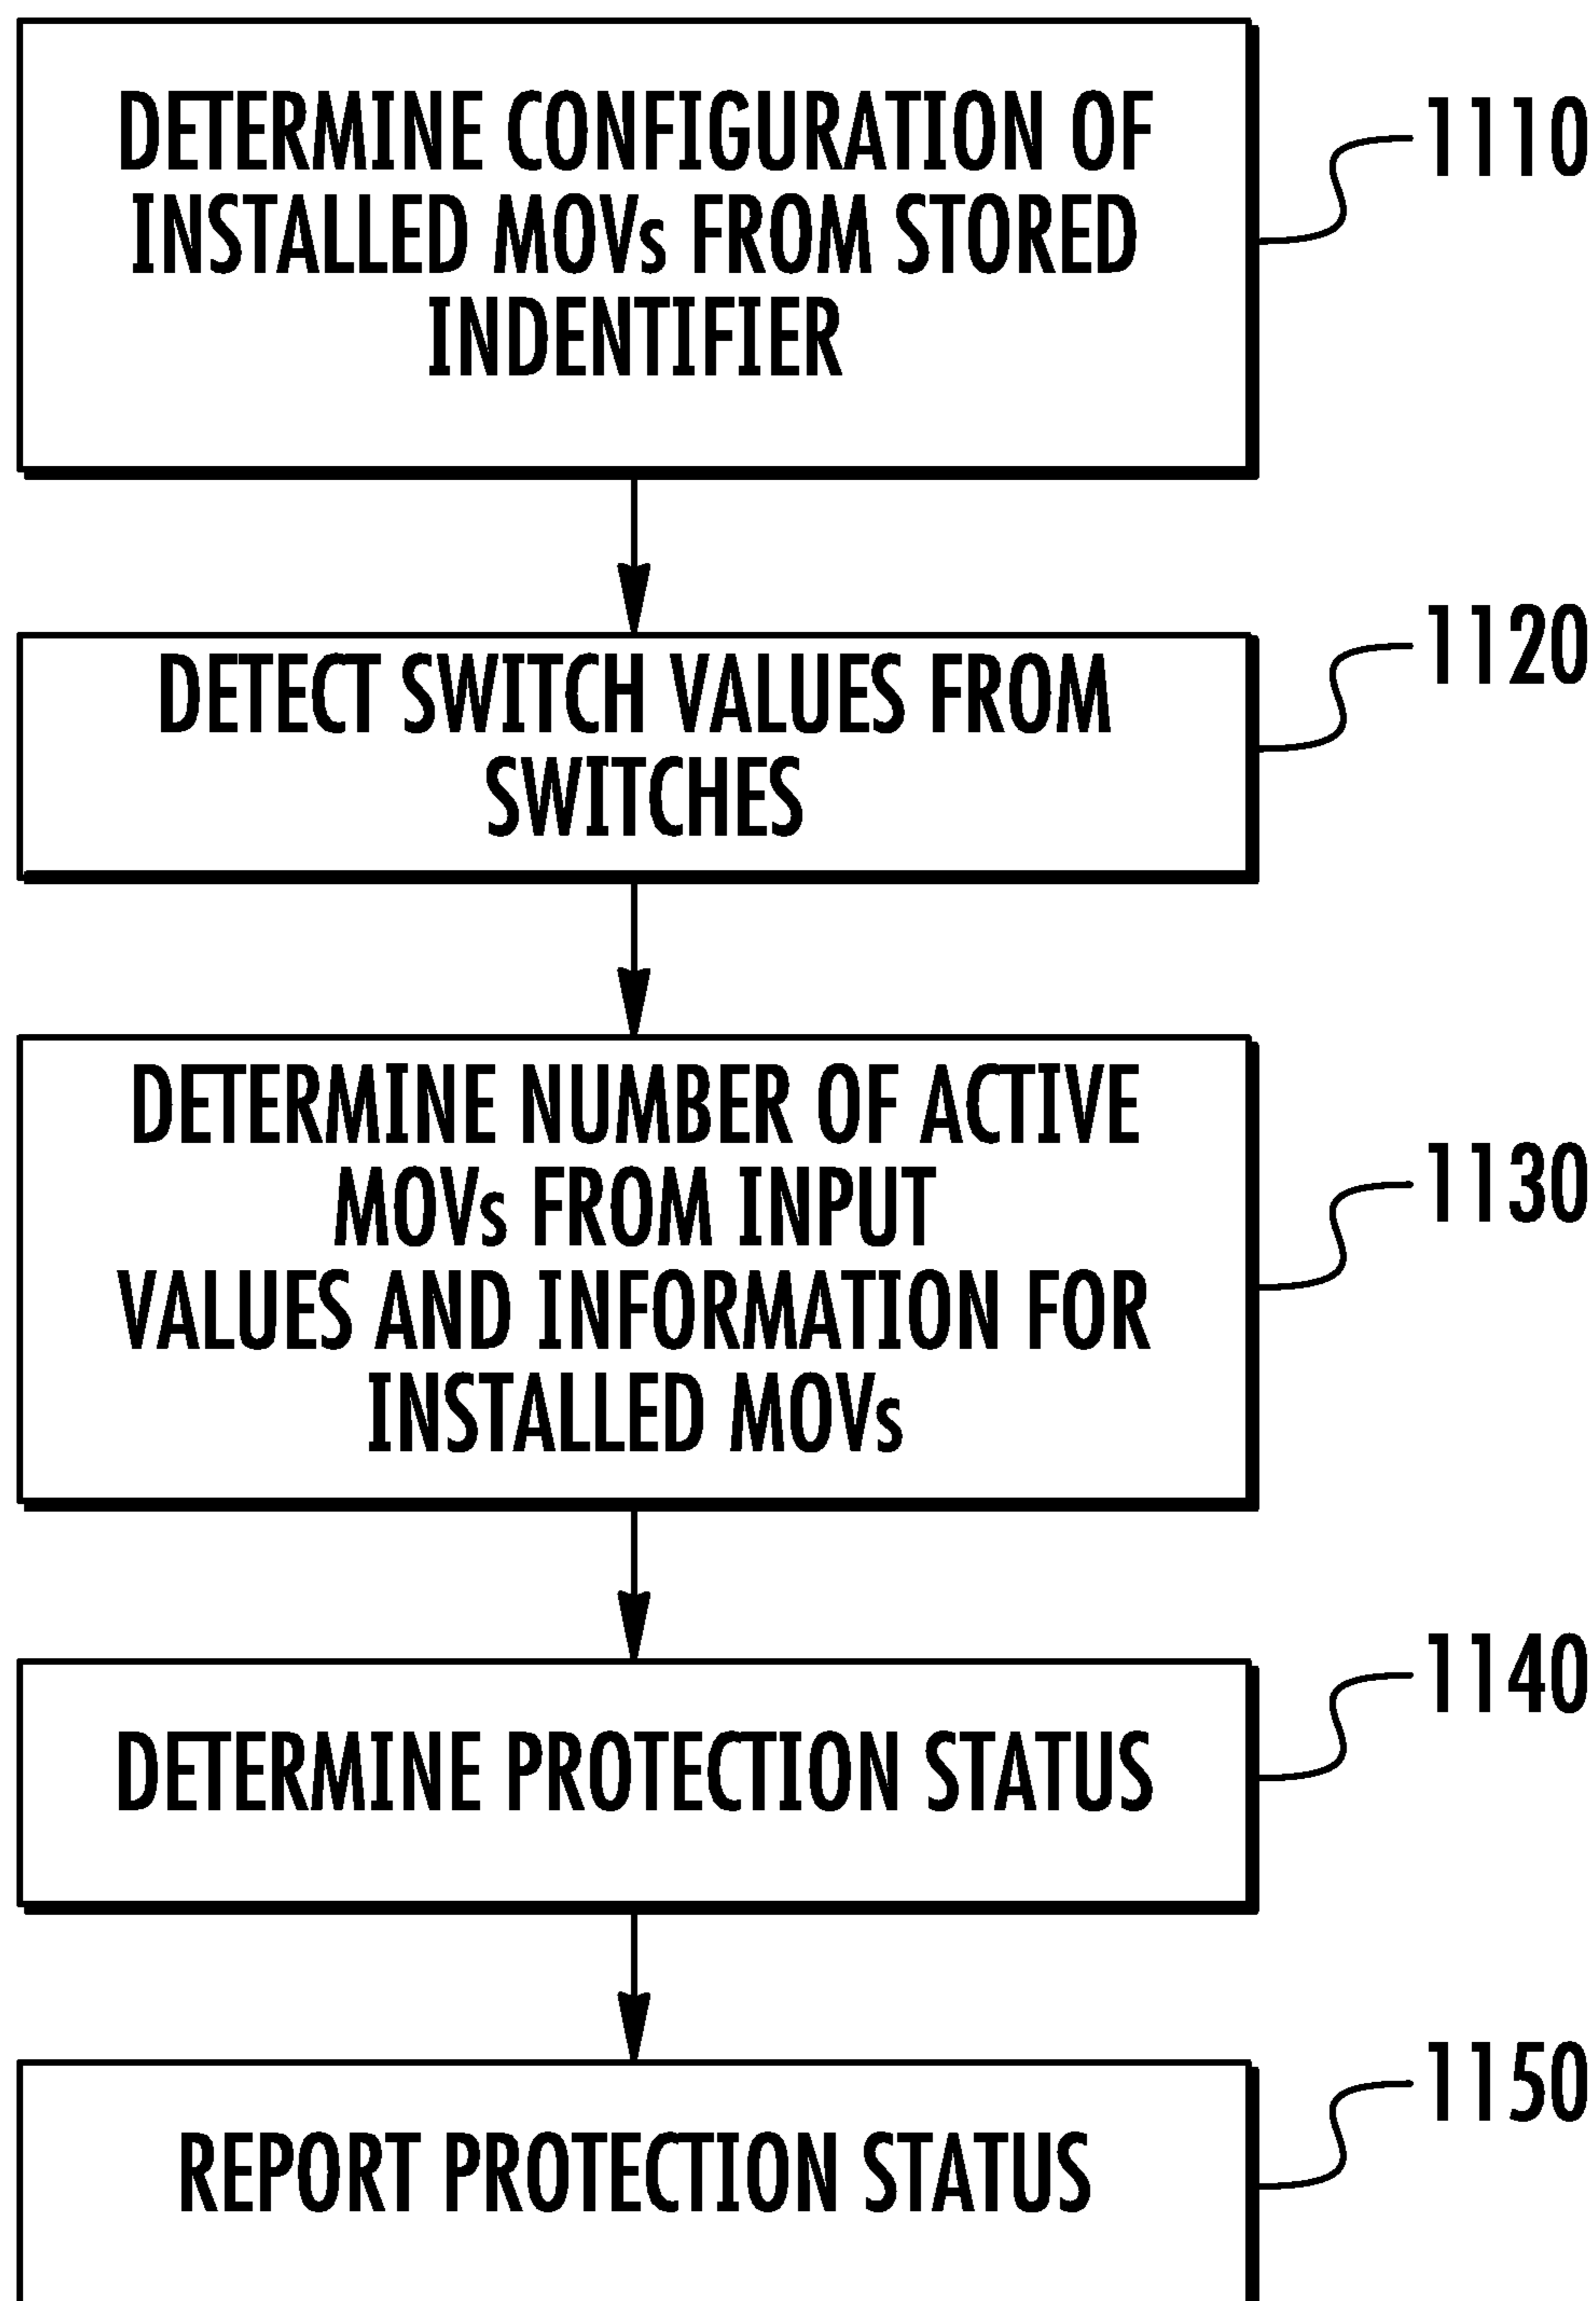 DETERMINE CONFIGURATION OF
INSTALLED MOVs FROM STORED
INDENTIFIER
1110
DETECT SWITCH VALUES FROM
SWITCHES
1120
DETERMINE NUMBER OF ACTIVE
MOVs FROM INPUT
VALUES AND INFORMATION FOR
INSTALLED MOVs
1130
DETERMINE PROTECTION STATUS
1140
REPORT PROTECTION STATUS
1150